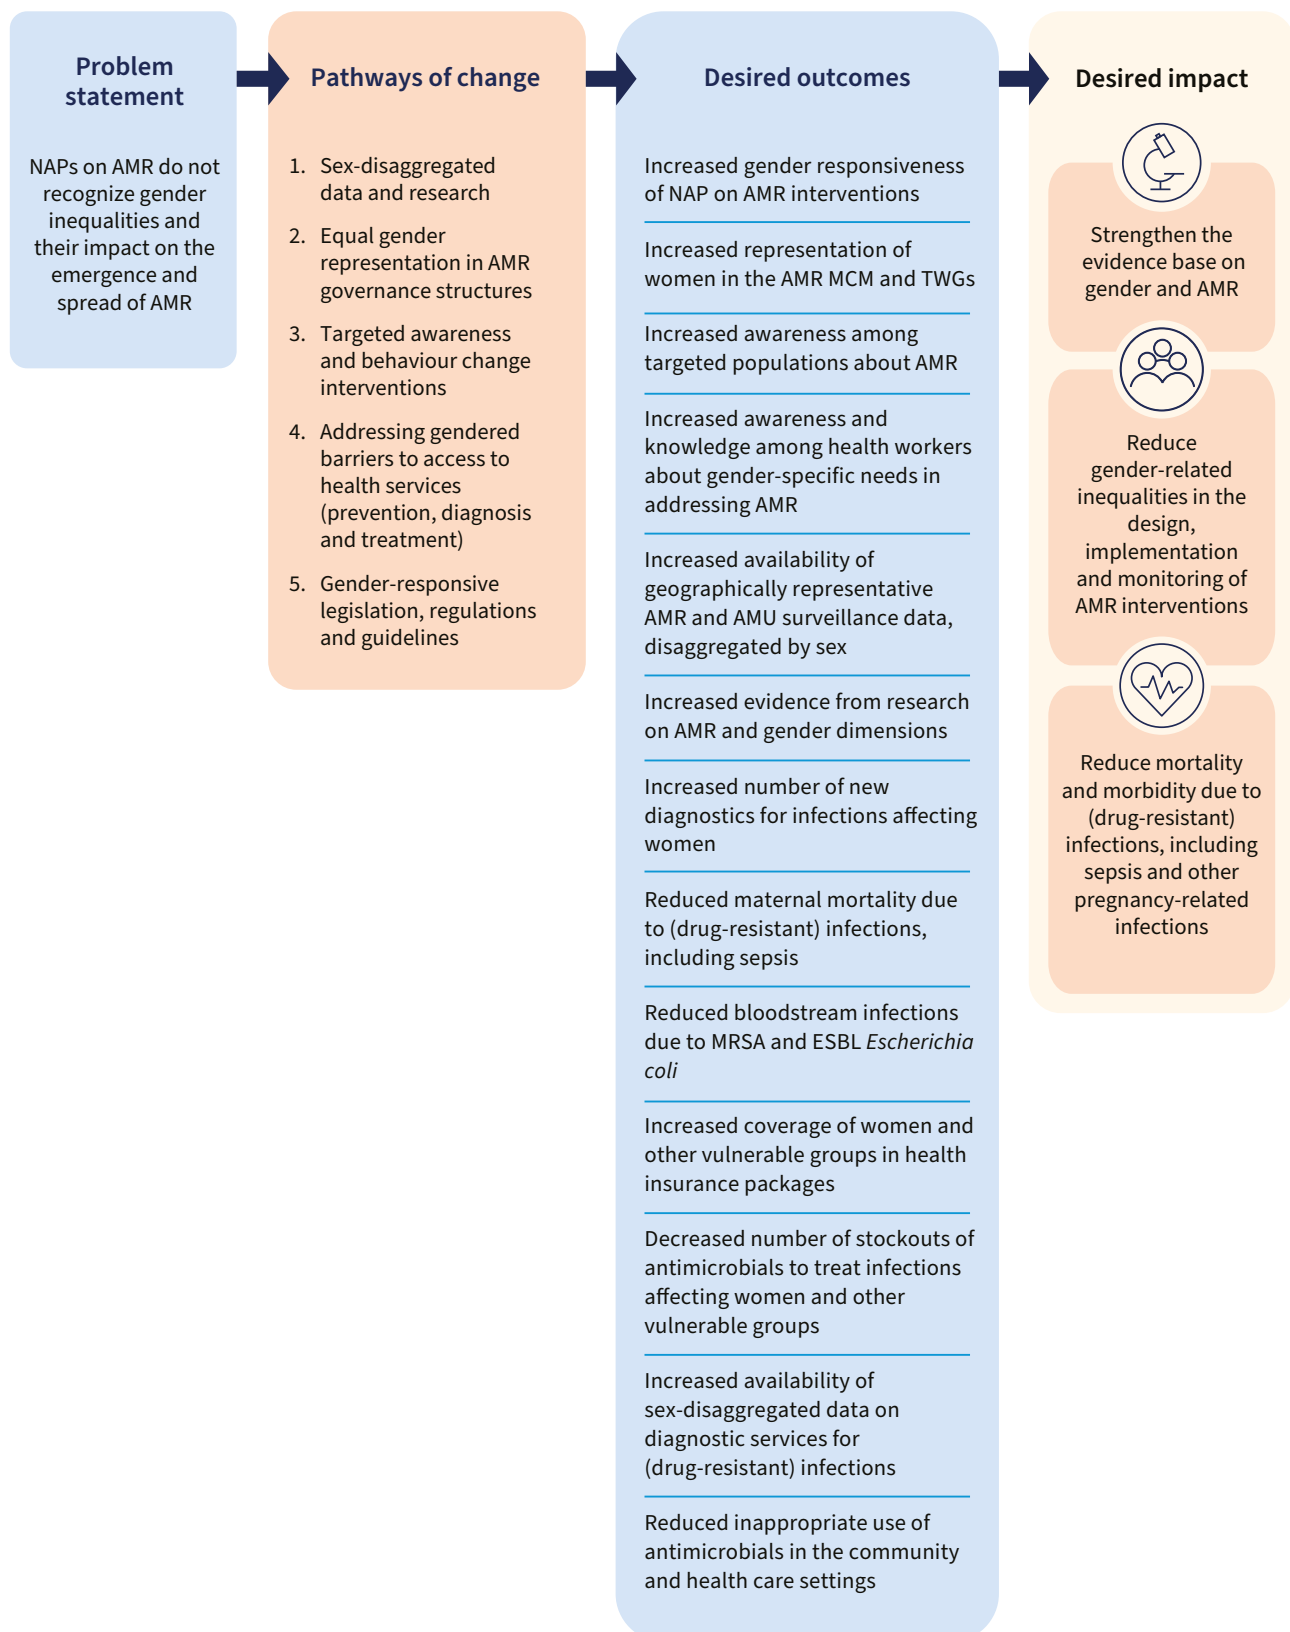 Problem
statement
NAPs on AMR do not
recognize gender
inequalities and
their impact on the
emergence and
spread of AMR
Pathways of change
1. Sex-disaggregated
data and research
2. Equal gender
representation in AMR
governance structures
3. Targeted awareness
and behaviour change
interventions
4. Addressing gendered
barriers to access to
health services
(prevention, diagnosis
and treatment)
5. Gender-responsive
legislation, regulations
and guidelines
Desired outcomes
Increased gender responsiveness
of NAP on AMR interventions
Increased representation of
women in the AMR MCM and TWGs
Increased awareness among
targeted populations about AMR
Increased awareness and
knowledge among health workers
about gender-specific needs in
addressing AMR
Increased availability of
geographically representative
AMR and AMU surveillance data,
disaggregated by sex
Increased evidence from research
on AMR and gender dimensions
Increased number of new
diagnostics for infections affecting
women
Reduced maternal mortality due
to (drug-resistant) infections,
including sepsis
Reduced bloodstream infections
due to MRSA and ESBL Escherichia
coli
Increased coverage of women and
other vulnerable groups in health
insurance packages
Decreased number of stockouts of
antimicrobials to treat infections
affecting women and other
vulnerable groups
Increased availability of
sex-disaggregated data on
diagnostic services for
(drug-resistant) infections
Reduced inappropriate use of
antimicrobials in the community
and health care settings
Desired impact
Strengthen the
evidence base on
gender and AMR
Reduce
gender-related
inequalities in the
design,
implementation
and monitoring of
AMR interventions
Reduce mortality
and morbidity due to
(drug-resistant)
infections, including
sepsis and other
pregnancy-related
infections